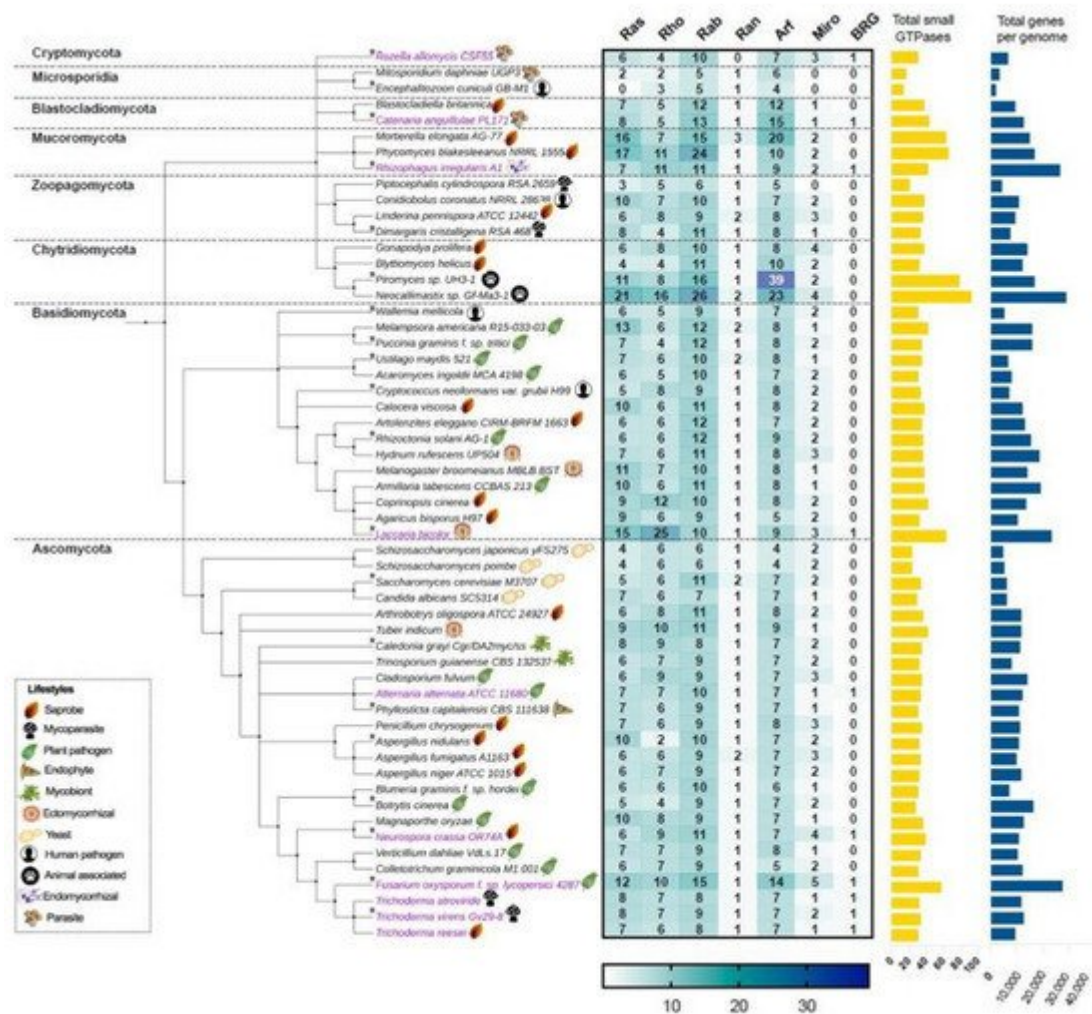 Ras Rho Rab Ran Arf Miro BRG
Total small GTPases
Total genes per genome
Cryptomycota
Rozella allomycis CSF55 6 4 10 0 7 3 1
Microsporidia
Mitosporidium daphniae UGP3 2 2 5 1 6 0 0
Encephalitozoon cuniculi GB-M1 0 3 5 1 4 0 0
Blastocladiomycota
Blastocladiella britannica 7 5 12 1 12 1 0
Catenaria anguillulae PL171 8 5 13 1 15 1 1
Mucoromycota
Mortierella elongata AG-77 16 7 15 3 20 2 0
Phycomyces blakesleeanus NRRL 1555 17 11 24 1 10 2 0
Rhizophagus irregularis A1 7 11 11 1 9 2 1
Zoopagomycota
Piptocephalis cylindrospora RSA 2659 3 5 6 1 5 0 0
Conidiobolus coronatus NRRL 28638 10 7 10 1 7 2 0
Linderina pennispora ATCC 12442 6 8 9 2 8 3 0
Dimargaris cristalligena RSA 468 8 4 11 1 8 1 0
Chytridiomycota
Gonapodya prolifera 6 8 10 1 8 4 0
Blyttiomyces helicus 4 4 11 1 10 2 0
Piromyces sp. UH3-1 11 8 16 1 39 2 0
Neocallimastix sp. Gf-Ma3-1 21 16 26 2 23 4 0
Basidiomycota
Wallemia mellicola 6 5 9 1 7 2 0
Melampsora americana R15-033-03 13 6 12 2 8 1 0
Puccinia graminis f. sp. tritici 7 4 12 1 8 2 0
Ustilago maydis 521 7 6 10 2 8 1 0
Acaromyces ingoldii MCA 4198 6 5 10 1 7 2 0
Cryptococcus neoformans var. grubii H99 5 8 9 1 8 2 0
Calocera viscosa 10 6 11 1 8 2 0
Artolenzites eleggano CIRM-BRFM 1663 6 6 12 1 7 2 0
Rhizoctonia solani AG-1 6 6 12 1 9 2 0
Hydnum rufescens UP504 7 6 11 1 8 3 0
Melanogaster broomeianus MBLB BST 11 7 10 1 8 1 0
Armillaria tabescens CCBAS 213 10 6 11 1 8 1 0
Coprinopsis cinerea 9 12 10 1 8 2 0
Agaricus bisporus H97 9 6 9 1 5 2 0
Laccaria bicolor 15 25 10 1 9 3 1
Ascomycota
Schizosaccharomyces japonicus yFS275 4 6 6 1 4 2 0
Schizosaccharomyces pombe 4 6 6 1 4 2 0
Saccharomyces cerevisiae M3707 5 6 11 2 7 2 0
Candida albicans SC5314 7 6 7 1 7 1 0
Arthrobotrys oligospora ATCC 24927 6 8 11 1 8 2 0
Tuber indicum 9 10 11 1 9 1 0
Caledonia grayi 8 9 8 1 7 2 0
Trinosporium guianense CBS 132537 6 7 9 1 7 2 0
Cladosporium fulvum 6 9 9 1 7 3 0
Alternaria alternata ATCC 11680 7 7 10 1 7 1 1
Phyllosticta capitalensis CBS 111638 7 6 9 1 7 1 0
Penicillium chrysogenum 7 6 9 1 8 3 0
Aspergillus nidulans 10 2 10 1 7 2 0
Aspergillus fumigatus A1163 6 6 9 2 7 3 0
Aspergillus niger ATCC 1015 6 7 9 1 7 2 0
Blumeria graminis f. sp. hordei 6 6 10 1 6 1 0
Botrytis cinerea 5 4 9 1 7 2 0
Magnaporthe oryzae 10 8 9 1 7 2 0
Neurospora crassa OR74A 6 9 11 1 7 4 1
Verticillium dahliae VdLs.17 7 7 9 1 8 1 0
Colletotrichum graminicola M1.001 6 7 9 1 5 2 0
Fusarium oxysporum f. sp. lycopersici 4287 12 10 15 1 14 5 1
Trichoderma atroviride 8 7 8 1 7 1 1
Trichoderma virens Gv29-8 8 7 9 1 7 2 1
Trichoderma reesei 7 6 8 1 7 1 1
Lifestyles
Saprobe
Mycoparasite
Plant pathogen
Endophyte
Mycobiont
Ectomycorrhizal
Yeast
Human pathogen
Animal associated
Endomycorrhizal
Parasite
10 20 30
0 20 40 60 80 100
0 10,000 20,000 30,000 40,000